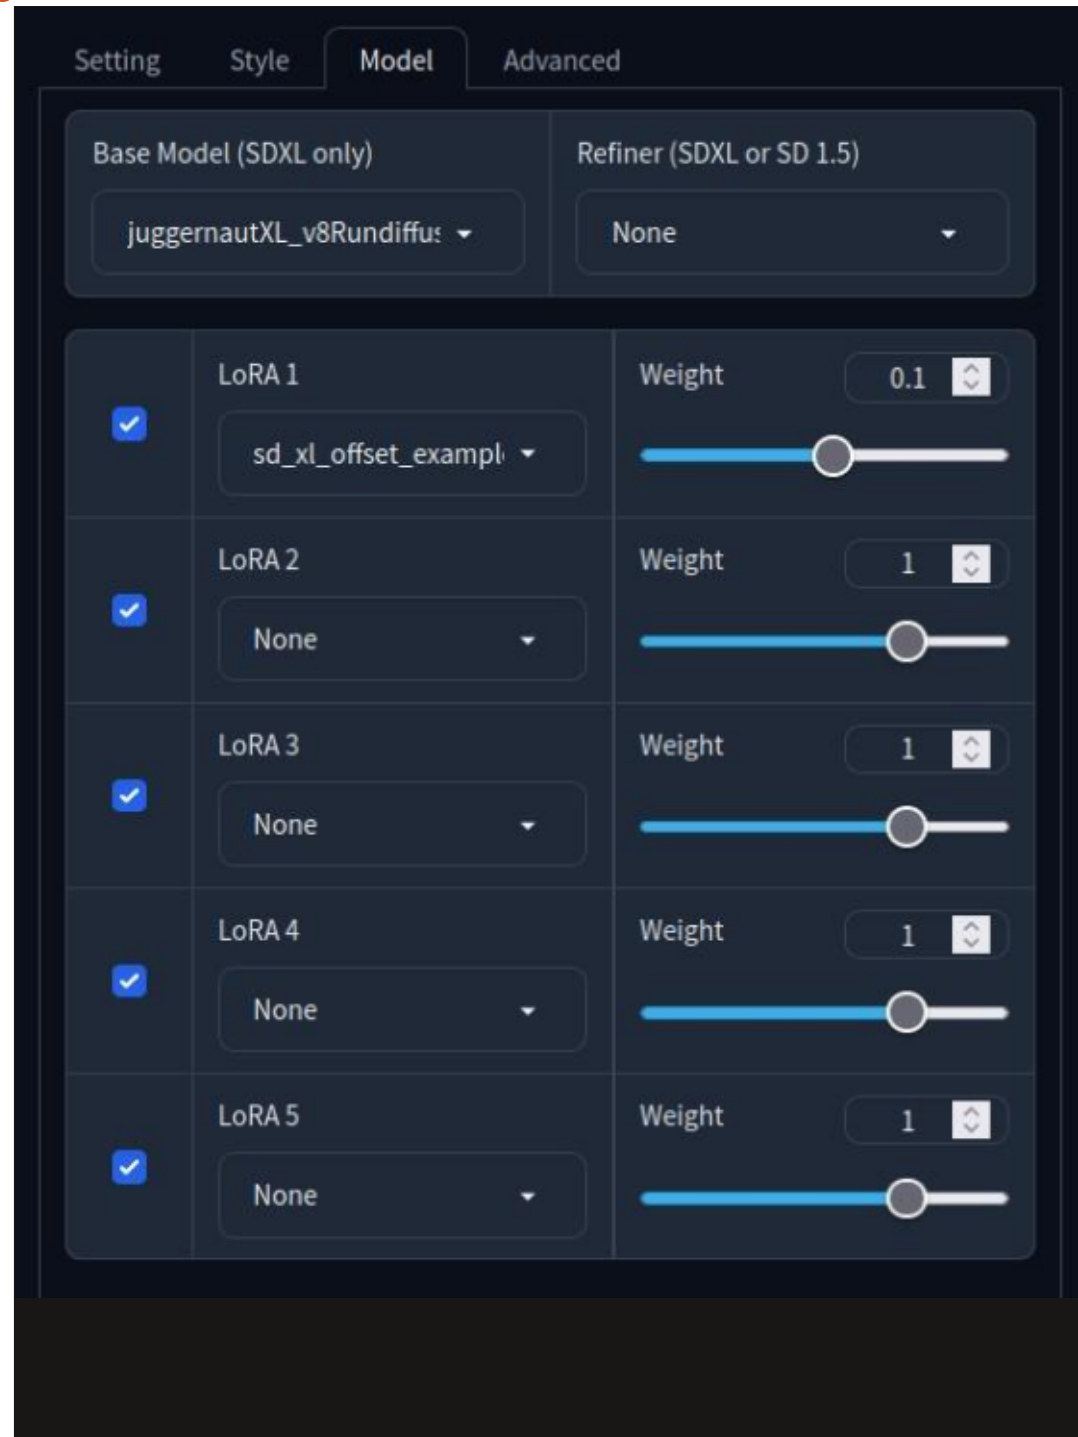 Setting Style Model Advanced
Base Model (SDXL only) Refiner (SDXL or SD 1.5)
juggernautXL_v8Rundiffus None
LoRA 1 Weight 0.1
sd_xl_offset_exampl
LoRA 2 Weight 1
None
LoRA 3 Weight 1
None
LoRA 4 Weight 1
None
LoRA 5 Weight 1
None